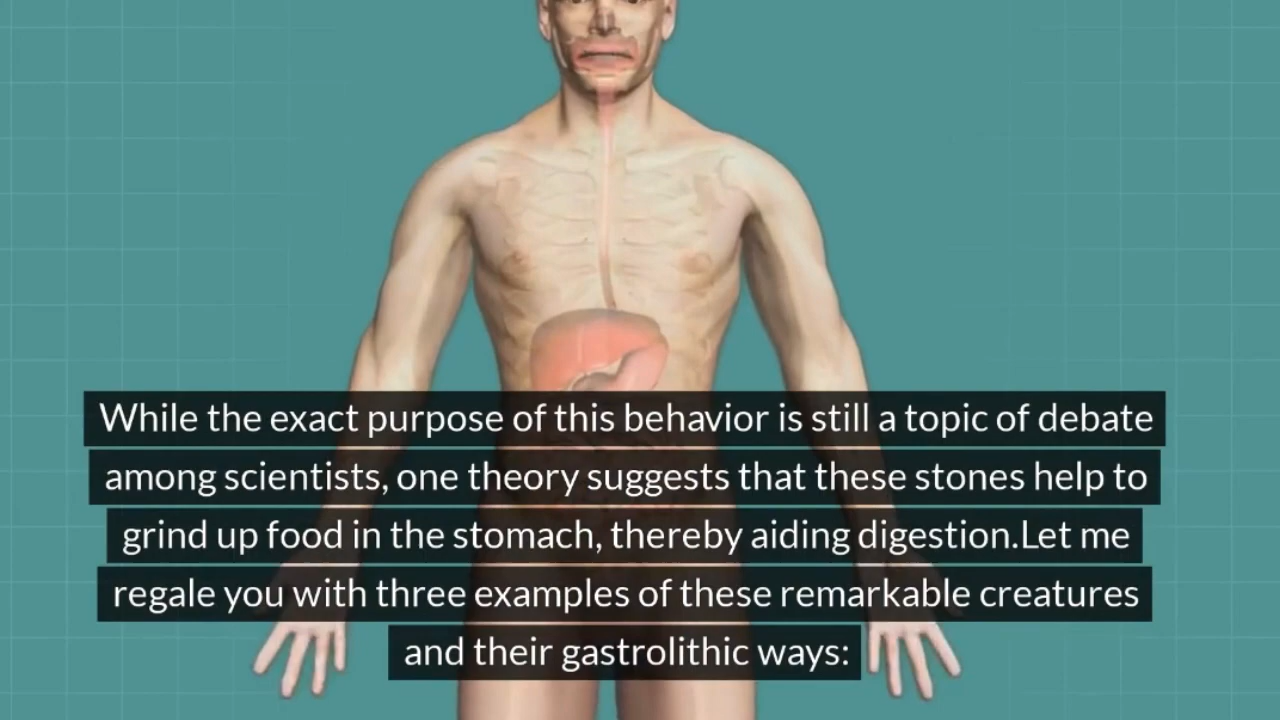 While the exact purpose of this behavior is still a topic of debate
among scientists, one theory suggests that these stones help to
grind up food in the stomach, thereby aiding digestion.Let me
regale you with three examples of these remarkable creatures
and their gastrolithic ways: